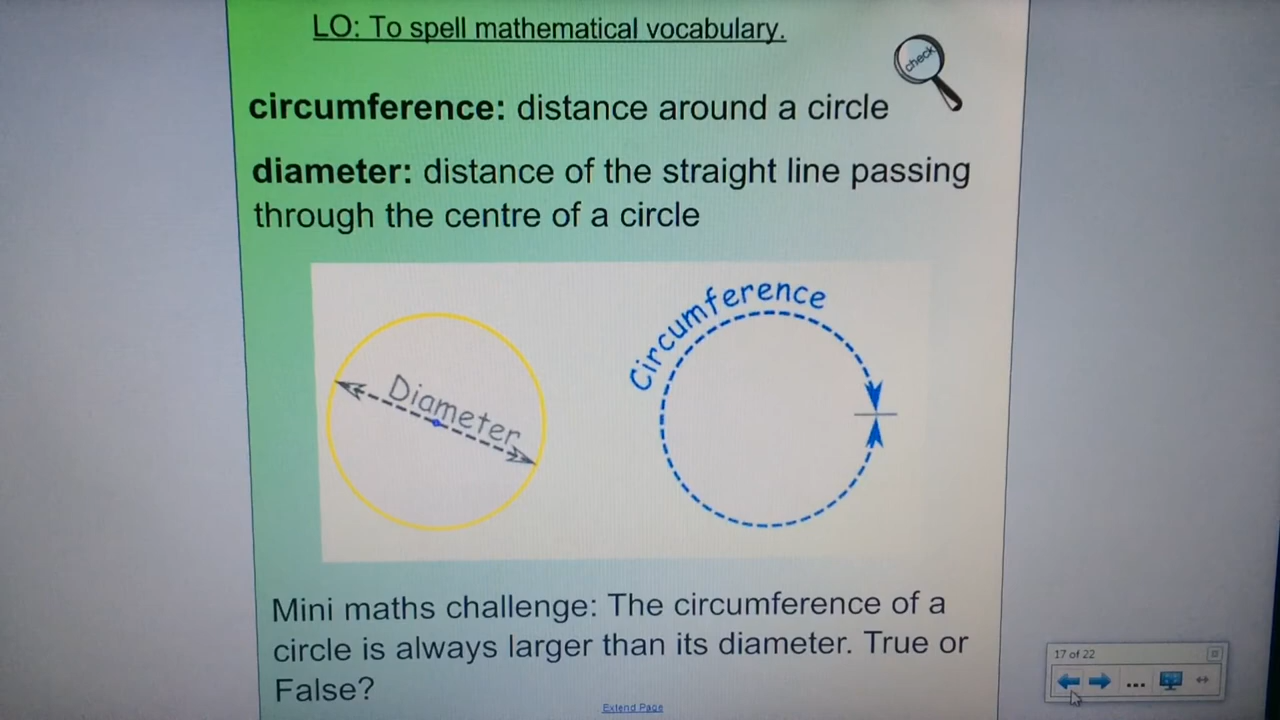 LO: To spell mathematical vocabulary.
check
circumference: distance around a circle
diameter: distance of the straight line passing
through the centre of a circle
Diameter
Circumference
Mini maths challenge: The circumference of a
circle is always larger than its diameter. True or
False?
17 of 22
Extend Page